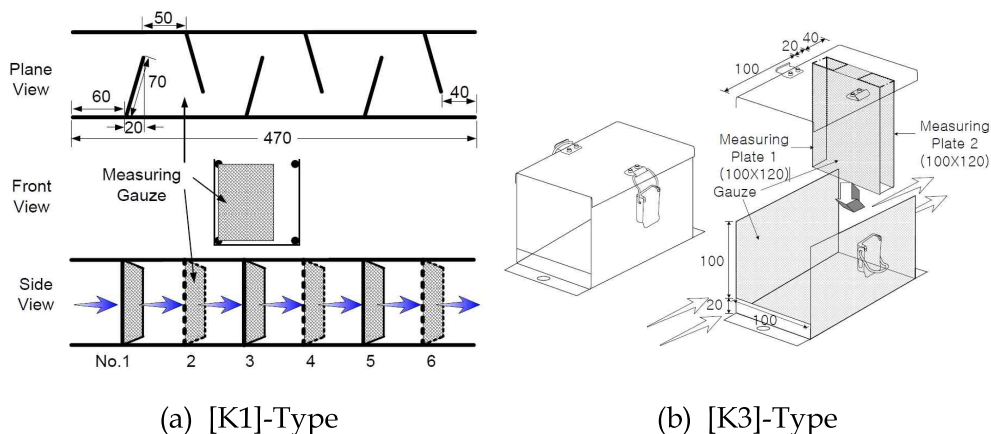 50
Plane
View
70
60
40
20
470
Measuring
Gauze
Front
View
Side
View
No.1 2 3 4 5 6
(a) [K1]-Type
40
20
100
Measuring
Plate 1
(100X120)
Gauze
Measuring
Plate 2
(100X120)
100
20
100
(b) [K3]-Type